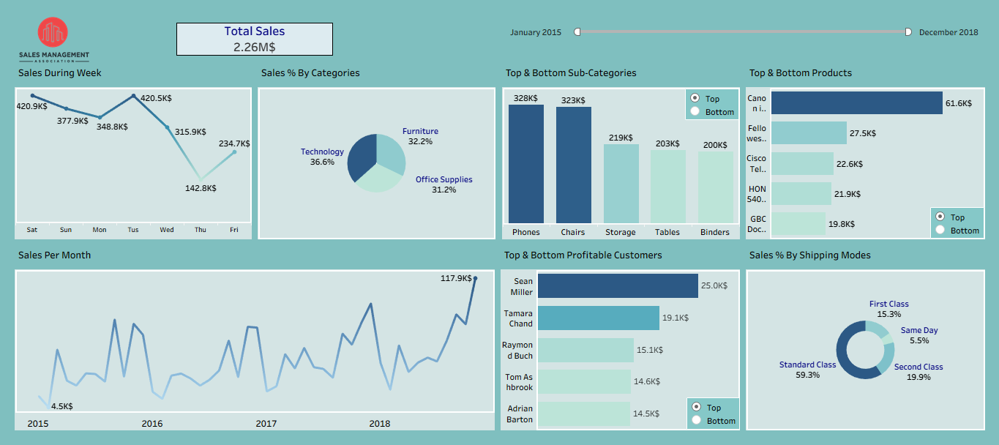 SALES MANAGEMENT
ASSOCIATION
Total Sales
2.26M$
January 2015
December 2018
Sales During Week
420.9K$
377.9K$
348.8K$
420.5K$
315.9K$
142.8K$
234.7K$
Sat Sun Mon Tus Wed Thu Fri
Sales % By Categories
Furniture
32.2%
Technology
36.6%
Office Supplies
31.2%
Top & Bottom Sub-Categories
328K$ 323K$ 219K$ 203K$ 200K$
Top
Bottom
Phones Chairs Storage Tables Binders
Top & Bottom Products
Cano
n i..
61.6K$
Fello
wes..
27.5K$
Cisco
Tel..
22.6K$
HON
540..
21.9K$
GBC
Doc..
19.8K$
Top
Bottom
Sales Per Month
117.9K$
4.5K$
2015 2016 2017 2018
Top & Bottom Profitable Customers
Sean
Miller
25.0K$
Tamara
Chand
19.1K$
Raymon
d Buch
15.1K$
Tom As
hbrook
14.6K$
Adrian
Barton
14.5K$
Top
Bottom
Sales % By Shipping Modes
First Class
15.3%
Same Day
5.5%
Second Class
19.9%
Standard Class
59.3%